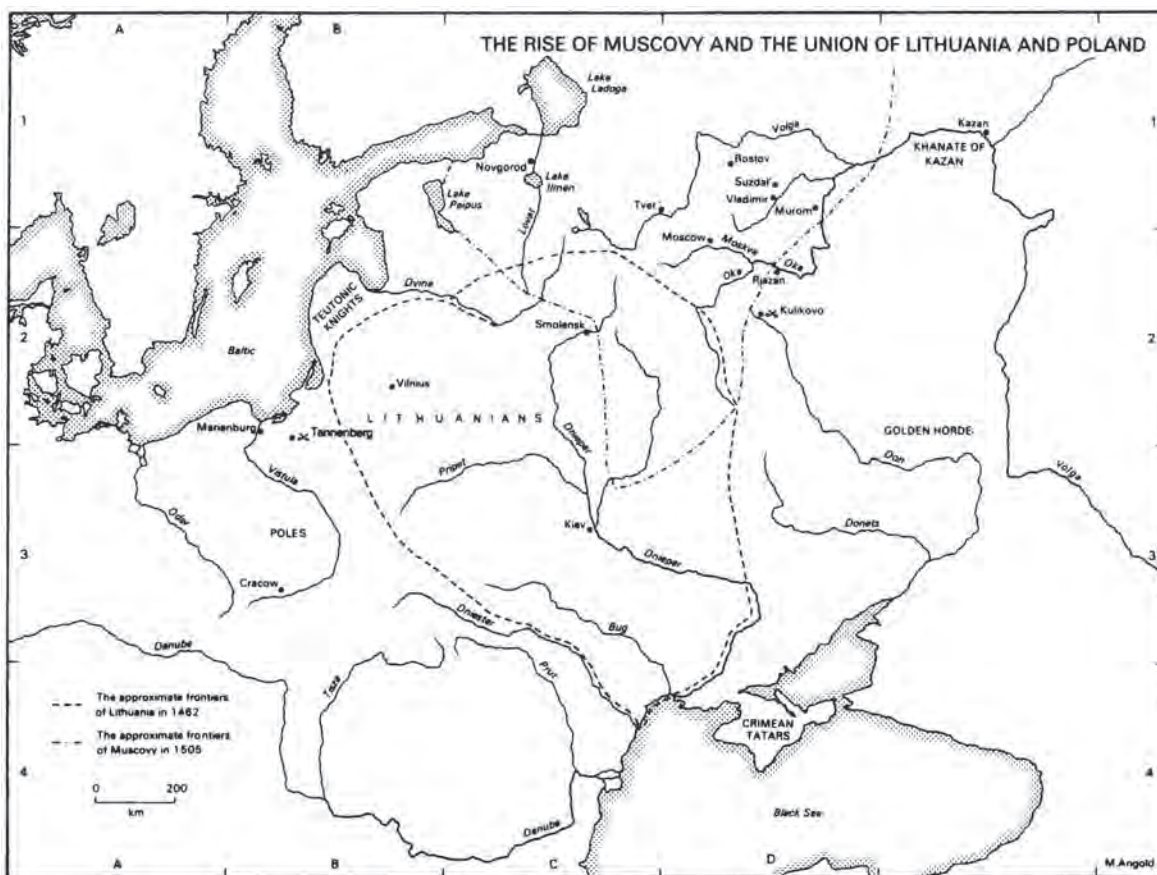 A
B
THE RISE OF MUSCOVY AND THE UNION OF LITHUANIA AND POLAND
Lake
Ladoga
1
1
Volga
Kazan
KHANATE OF
KAZAN
Rostov
Novgorod
Lake
Ilmen
Suzdal'
Lake
Peipus
Vladimir
Murom
Tver'
Lovat
Moscow
Moskva
Oka
Oka
Riazan
Dvina
TEUTONIC
KNIGHTS
Kulikovo
Smolensk
2
2
Baltic
Vilnius
LITHUANIANS
Marienburg
Tannenberg
Dnieper
GOLDEN HORDE
Don
Pripet
Volga
Vistula
Oder
Kiev
Donets
POLES
3
3
Dnieper
Cracow
Dniester
Bug
Danube
Prut
Tisza
The approximate frontiers
of Lithuania in 1462
CRIMEAN
TATARS
The approximate frontiers
of Muscovy in 1505
4
4
0 200
km
Black Sea
Danube
A
B
C
D
M.Angold